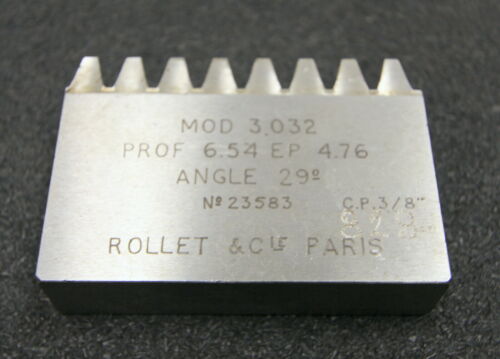 MOD 3,032
PROF 6.54 EP 4.76
ANGLE 29º
Nº 23583 C.P. 3/8"
ROLLET & CIE PARIS